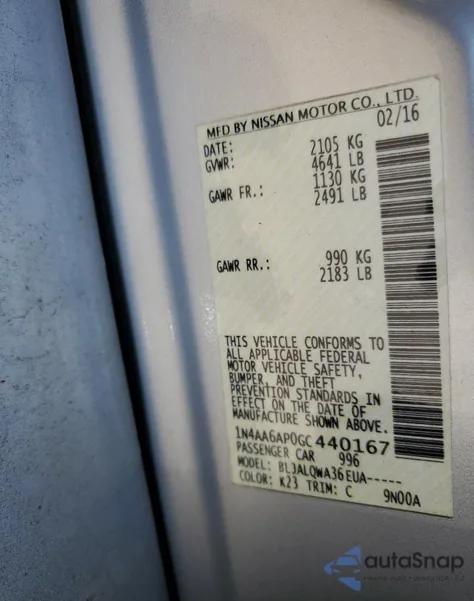 MFD BY NISSAN MOTOR CO., LTD.
DATE: 02/16
GVWR: 2105 KG
4641 LB
GAWR FR.: 1130 KG
2491 LB
GAWR RR.: 990 KG
2183 LB
THIS VEHICLE CONFORMS TO
ALL APPLICABLE FEDERAL
MOTOR VEHICLE SAFETY,
BUMPER, AND THEFT
PREVENTION STANDARDS IN
EFFECT ON THE DATE OF
MANUFACTURE SHOWN ABOVE.
1N4AA6AP0GC440167
PASSENGER CAR 996
MODEL: BLJALQWA36EUA-----
COLOR: K23 TRIM: C 9N00A
autoSnap